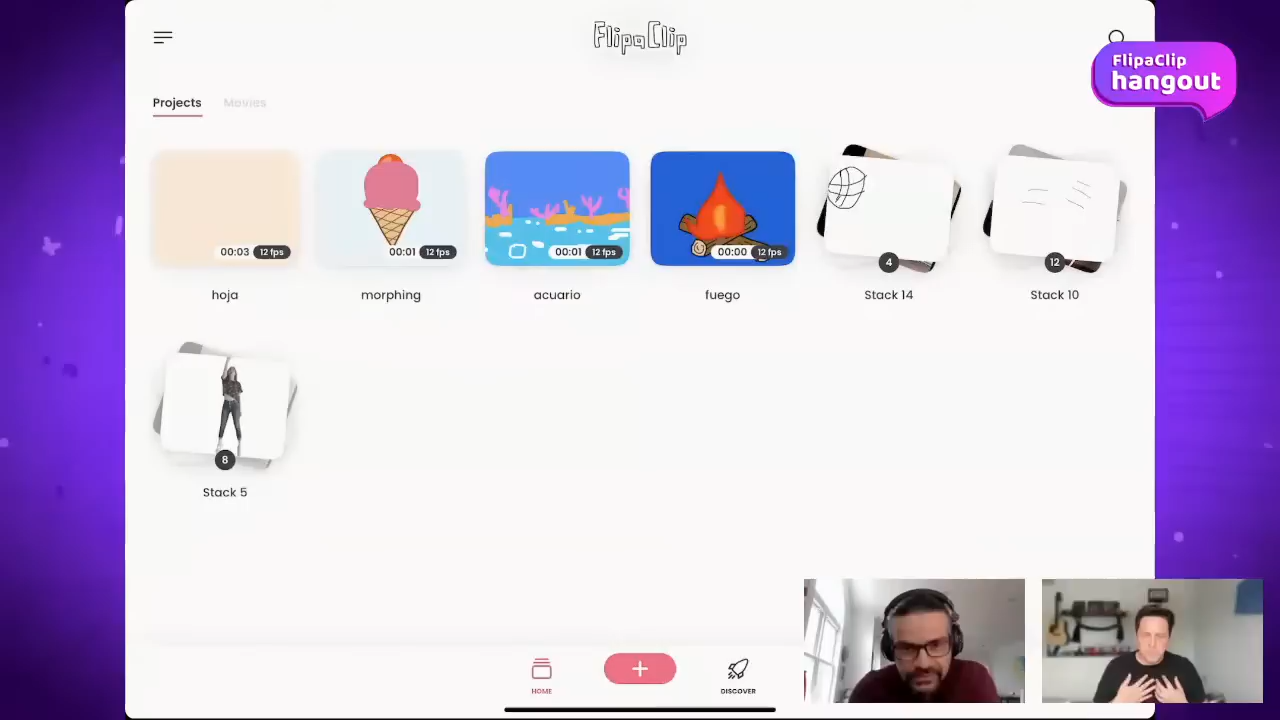 FlipaClip
FlipaClip
hangout
Projects
Movies
00:03 12 fps
00:01 12 fps
00:01 12 fps
00:00 12 fps
4
12
hoja
morphing
acuario
fuego
Stack 14
Stack 10
8
Stack 5
+
HOME
DISCOVER